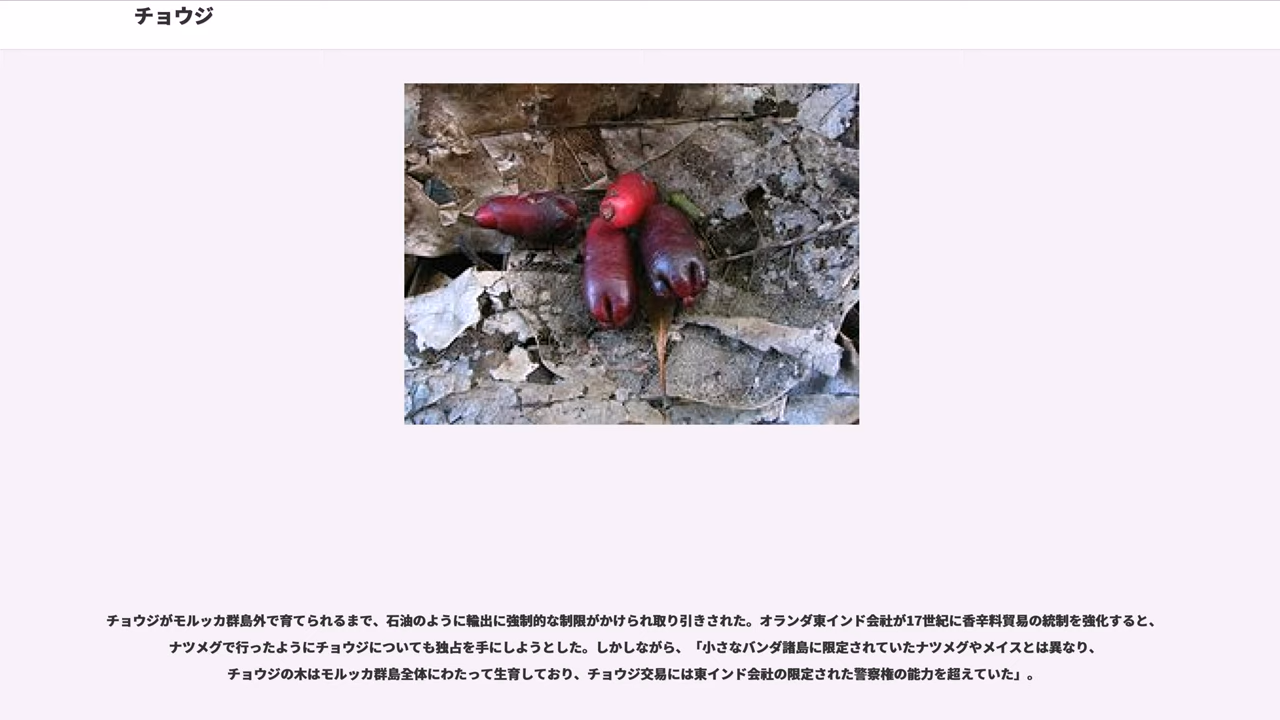 チョウジ
チョウジがモルッカ群島外で育てられるまで、石油のように輸出に強制的な制限がかけられ取り引きされた。オランダ東インド会社が17世紀に香辛料貿易の統制を強化すると、
ナツメグで行ったようにチョウジについても独占を手にしようとした。しかしながら、「小さなバンダ諸島に限定されていたナツメグやメイスとは異なり、
チョウジの木はモルッカ群島全体にわたって生育しており、チョウジ交易には東インド会社の限定された警察権の能力を超えていた」。